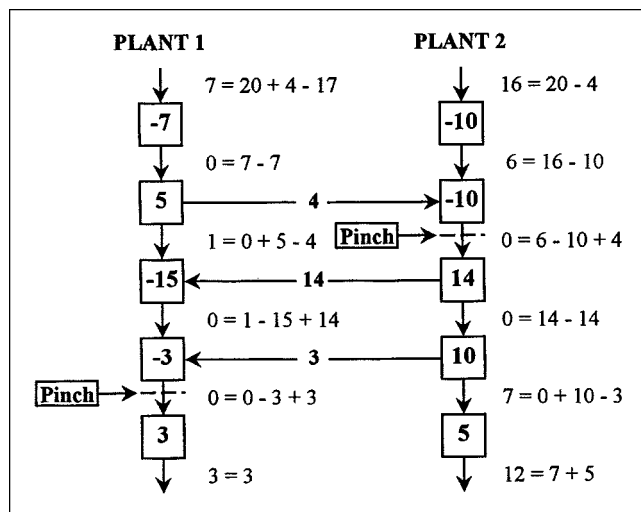 PLANT 1 PLANT 2
7 = 20 + 4 - 17 16 = 20 - 4
-7 -10
0 = 7 - 7 6 = 16 - 10
5 4 -10
1 = 0 + 5 - 4 Pinch 0 = 6 - 10 + 4
-15 14 14
0 = 1 - 15 + 14 0 = 14 - 14
-3 3 10
Pinch 0 = 0 - 3 + 3 7 = 0 + 10 - 3
3 5
3 = 3 12 = 7 + 5